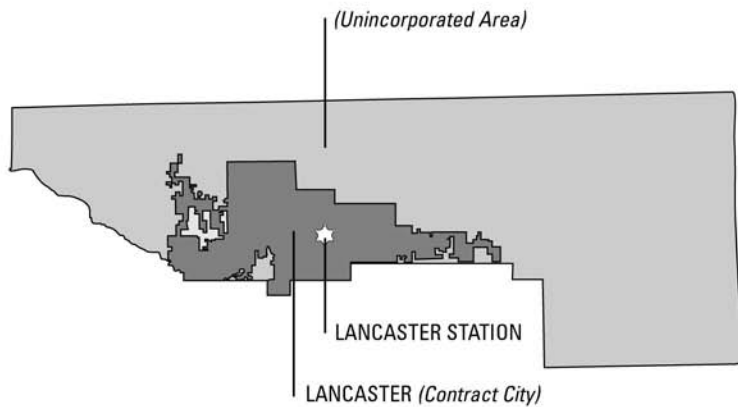 (Unincorporated Area)
LANCASTER STATION
LANCASTER (Contract City)